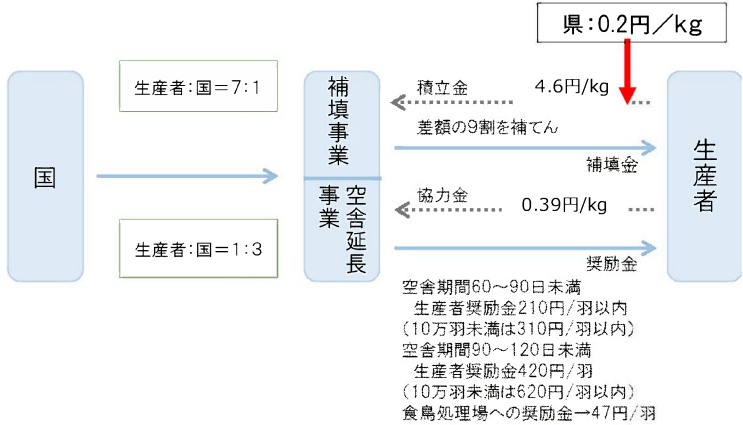 県：0.2円／kg
国
生産者：国＝7：1
生産者：国＝1：3
補填事業
空舎延長
事業
積立金 4.6円/kg
差額の9割を補てん
補填金
協力金 0.39円/kg
奨励金
生産者
空舎期間60～90日未満
生産者奨励金210円/羽以内
（10万羽未満は310円/羽以内）
空舎期間90～120日未満
生産者奨励金420円/羽
（10万羽未満は620円/羽以内）
食鳥処理場への奨励金→47円/羽